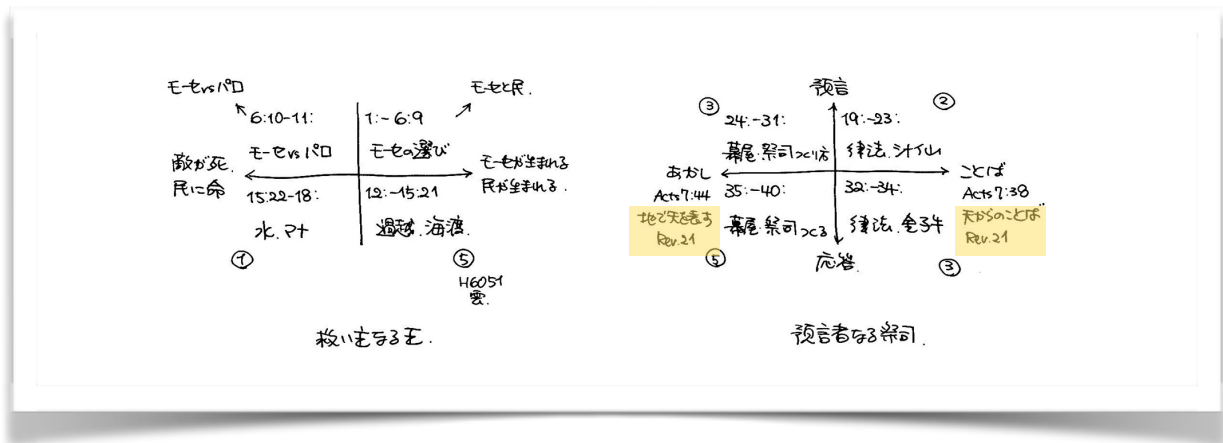 モーセvsパロ
モーセと民.
6:10-11:
1:-6:9
モーセvsパロ
モーセの選び
敵が死.
民に命
モーセが生まれる
民が生まれる.
15:22-18:
12:-15:21
水.マナ
過越.海渡.
①
⑤
H6051
雲.
救い主なる王.
預言
③
②
24:-31:
19:-23:
幕屋.祭司つくり方
律法.シナイ山
あかし
Acts7:44
ことば
Acts7:38
35:-40:
32:-34:
地で天を表す
Rev.21
幕屋.祭司つくる
律法.金子牛
天からのことば
Rev.21
⑤
応答.
③
預言者なる祭司.